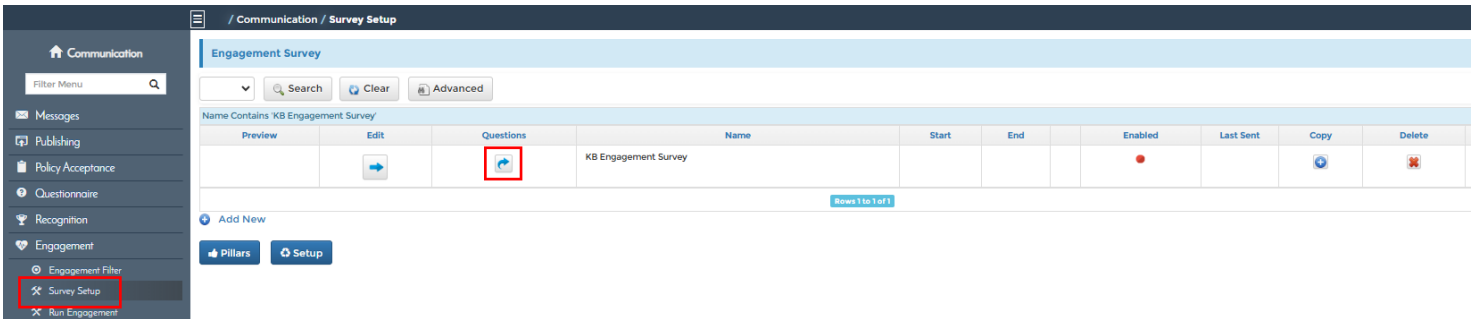 / Communication / Survey Setup
Communication
Filter Menu
Messages
Publishing
Policy Acceptance
Questionnaire
Recognition
Engagement
Engagement Filter
Survey Setup
Run Engagement
Engagement Survey
Search Clear Advanced
Name Contains 'KB Engagement Survey'
Preview Edit Questions Name Start End Enabled Last Sent Copy Delete
KB Engagement Survey
Rows 1 to 1 of 1
Add New
Pillars Setup